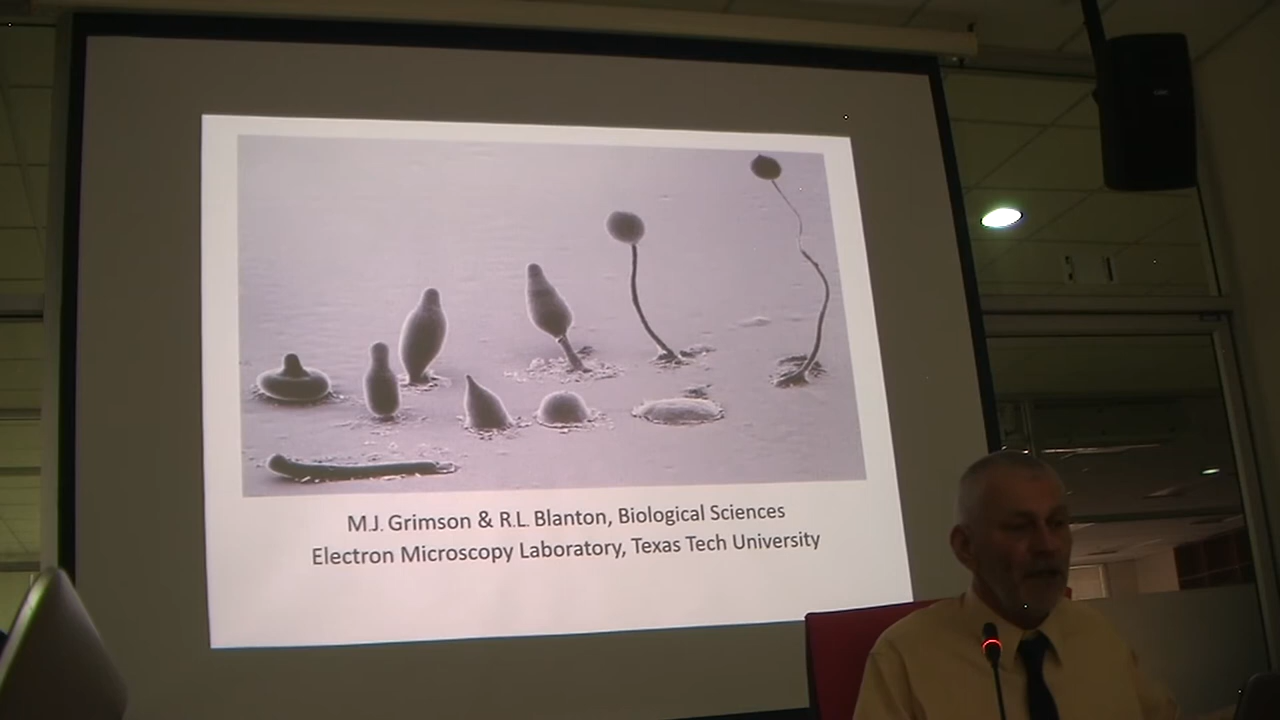 M.J. Grimson & R.L. Blanton, Biological Sciences
Electron Microscopy Laboratory, Texas Tech University